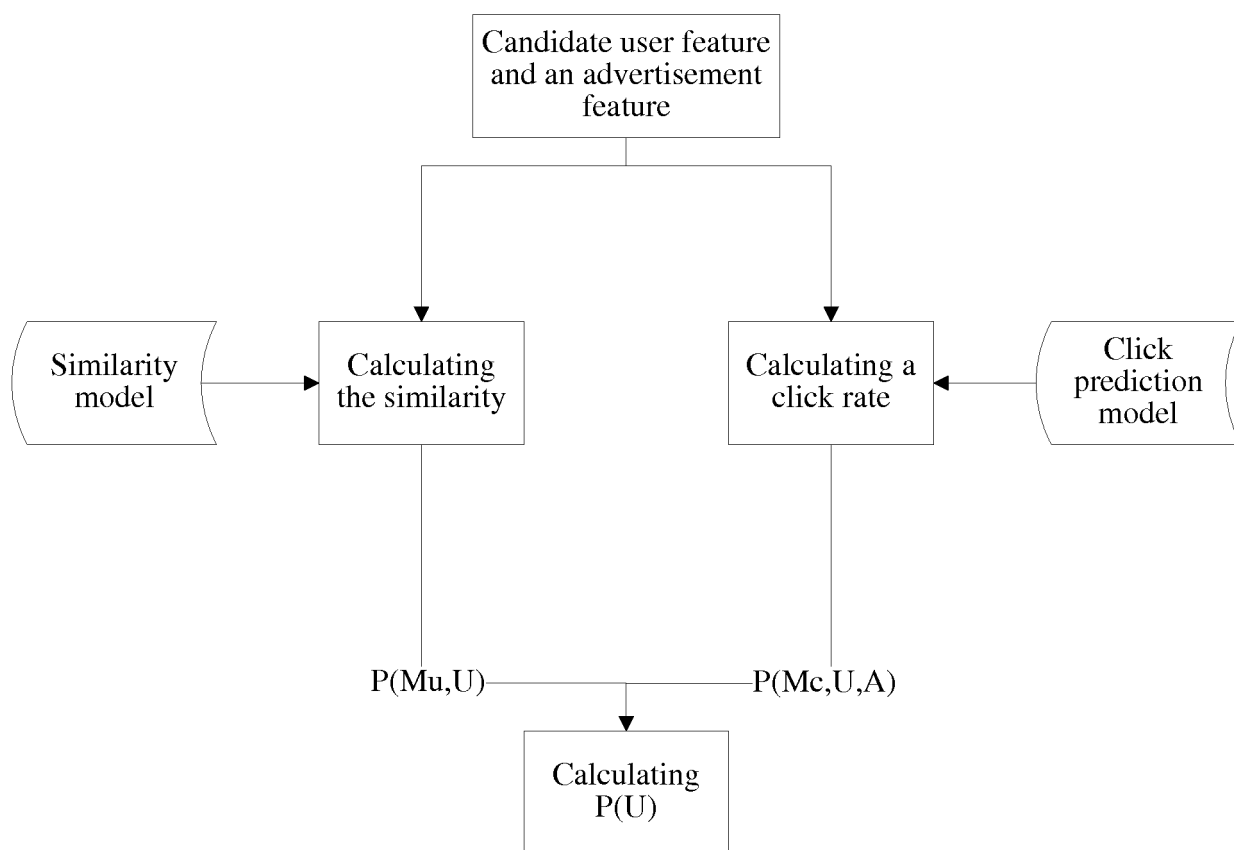 Candidate user feature
and an advertisement
feature
Similarity
model
Calculating
the similarity
Calculating a
click rate
Click
prediction
model
P(Mu,U)
P(Mc,U,A)
Calculating
P(U)